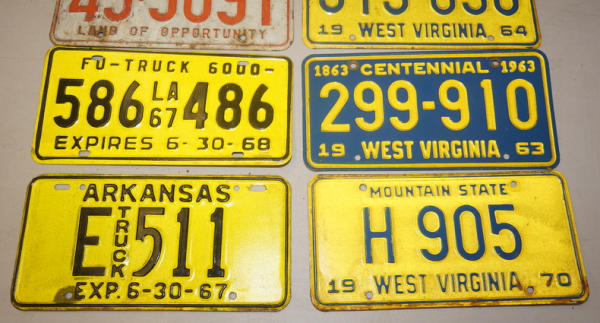 LAND OF OPPORTUNITY
19 WEST VIRGINIA 64
FU-TRUCK 6000-
586 LA 67 486
EXPIRES 6-30-68
1863 CENTENNIAL 1963
299-910
19 WEST VIRGINIA 63
ARKANSAS
E TRUCK 511
EXP. 6-30-67
MOUNTAIN STATE
H 905
19 WEST VIRGINIA 70